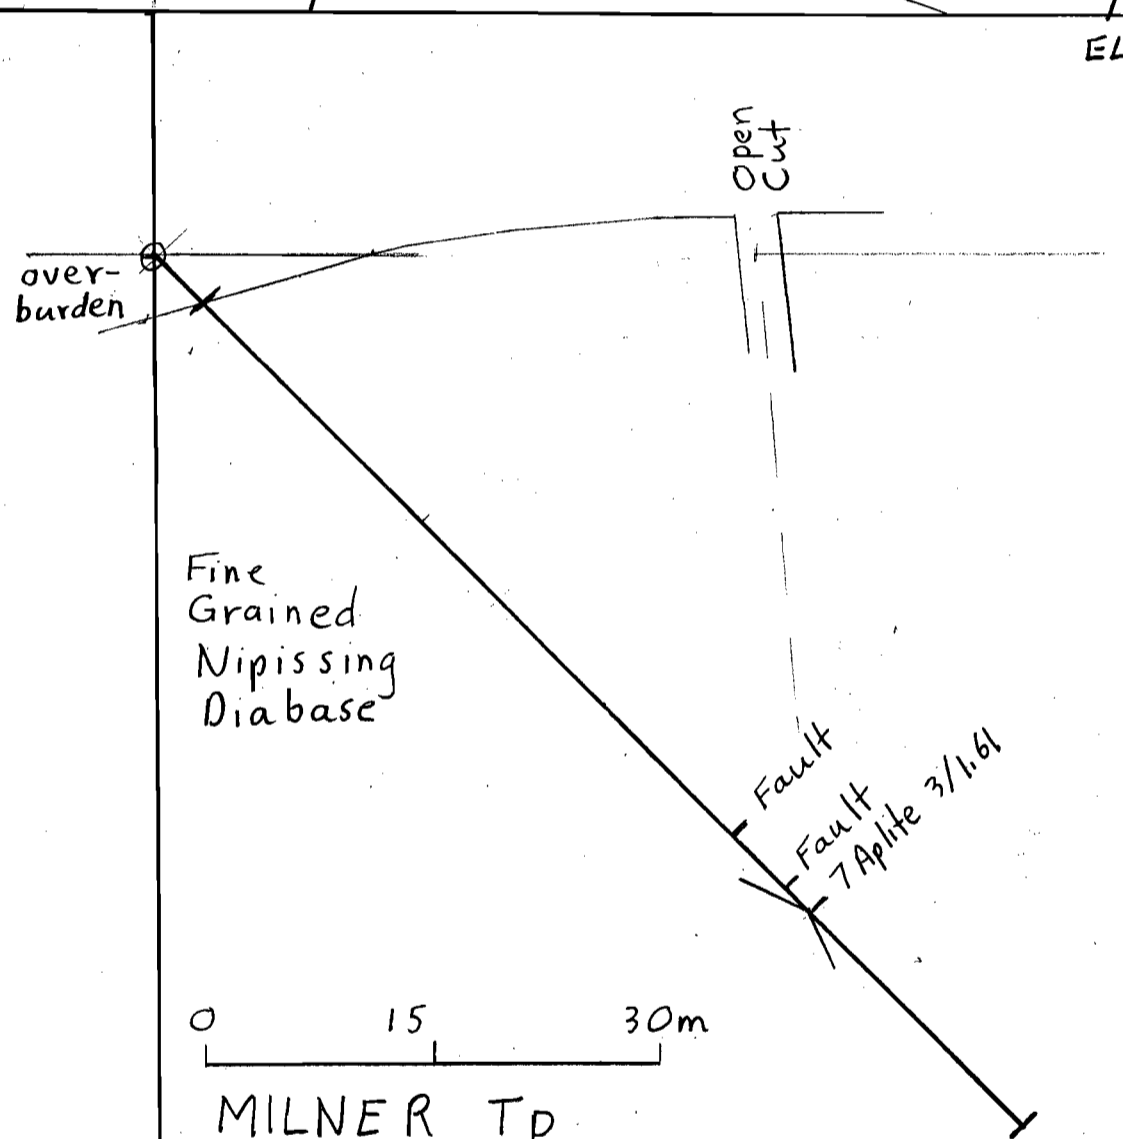 EL
Open
Cut
over-
burden
Fine
Grained
Nipissing
Diabase
Fault
Fault
7 Aplite 3/1.61
0 15 30m
MILNER Tp